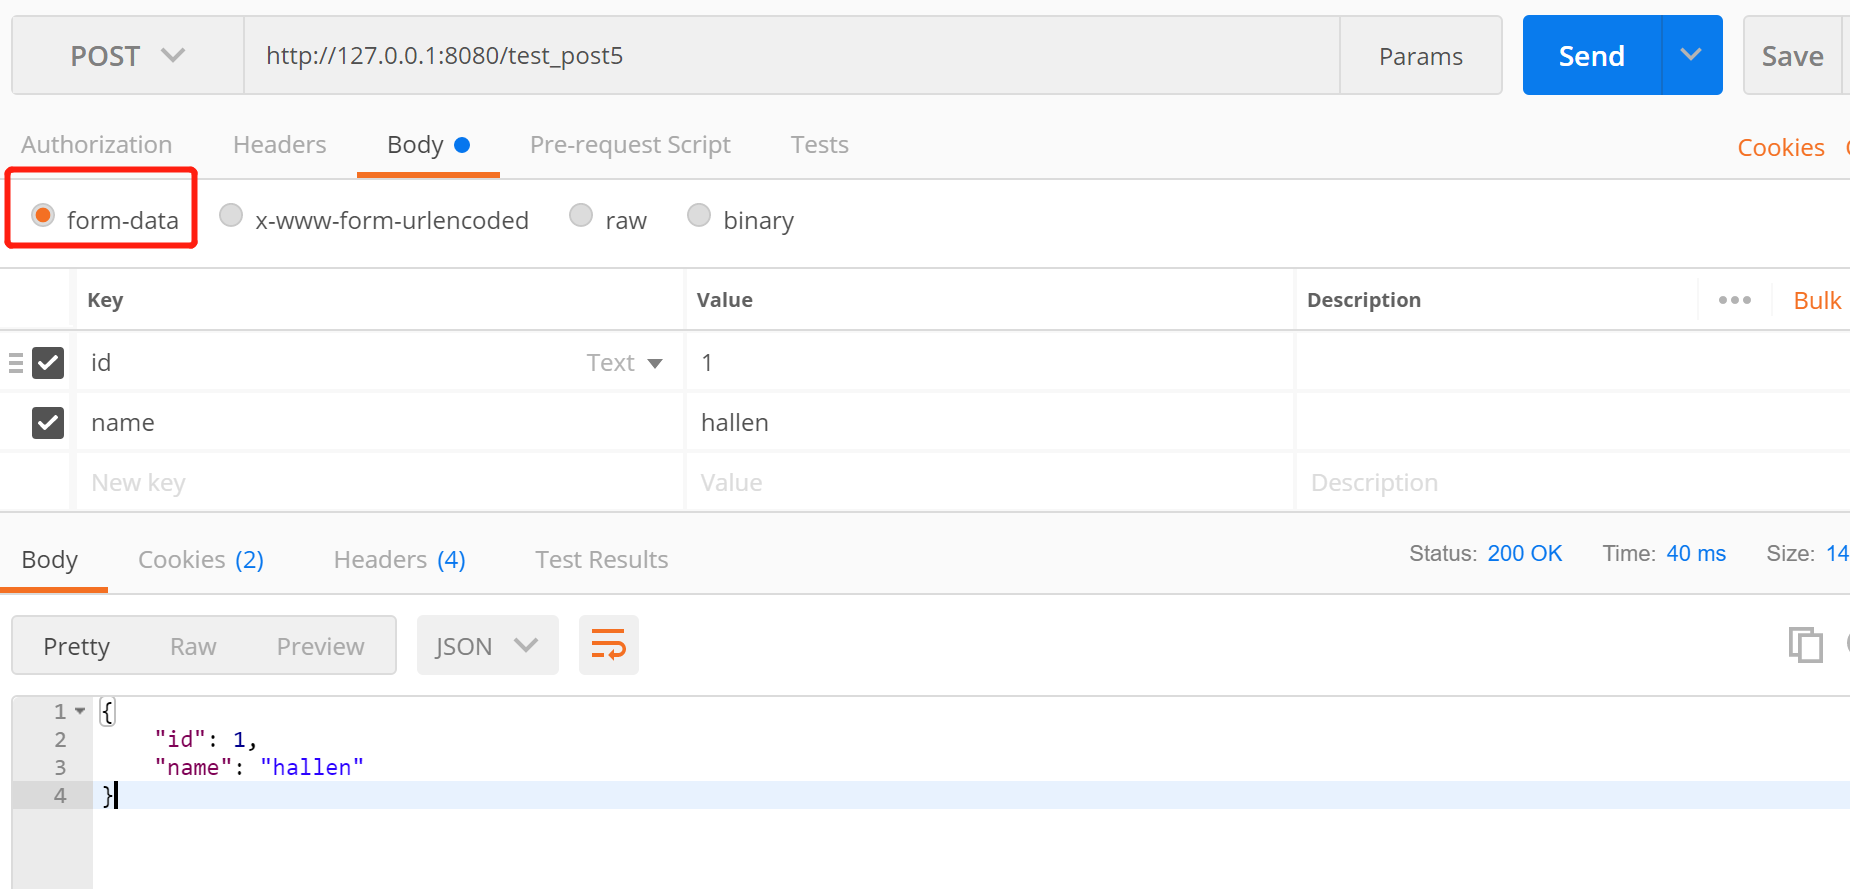 POST http://127.0.0.1:8080/test_post5 Params Send Save
Authorization Headers Body Pre-request Script Tests Cookies
form-data x-www-form-urlencoded raw binary
Key Value Description Bulk
id Text 1
name hallen
New key Value Description
Body Cookies (2) Headers (4) Test Results Status: 200 OK Time: 40 ms Size: 14
Pretty Raw Preview JSON
1 {
2 "id": 1,
3 "name": "hallen"
4 }